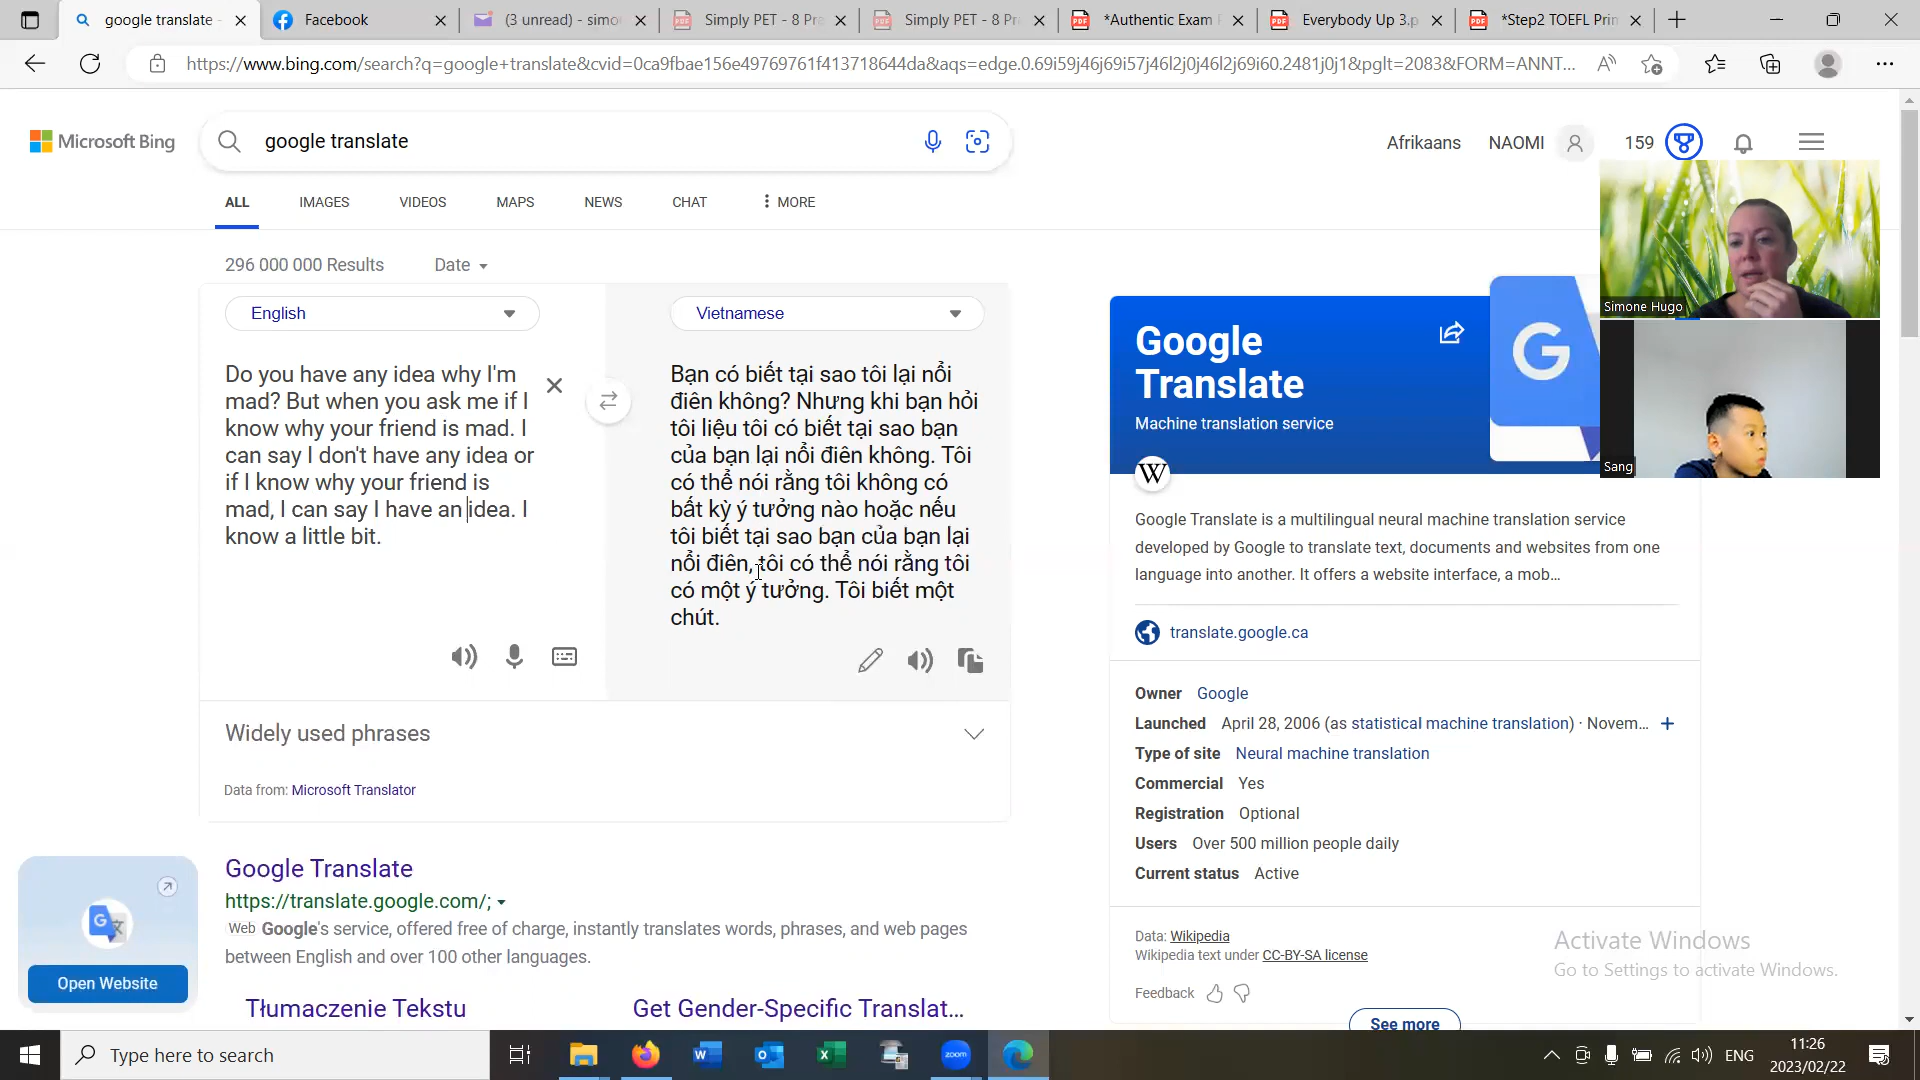 google translate -
Facebook
(3 unread) - simo
Simply PET - 8 Pra
Simply PET - 8 Pra
*Authentic Exam
Everybody Up 3.p
*Step2 TOEFL Prim
https://www.bing.com/search?q=google+translate&cvid=0ca9fbae156e49769761f413718644da&aqs=edge.0.69i59j46j69i57j46l2j0j46l2j69i60.2481j0j1&pglt=2083&FORM=ANNT...
Microsoft Bing
google translate
Afrikaans
NAOMI
159
ALL
IMAGES
VIDEOS
MAPS
NEWS
CHAT
MORE
296 000 000 Results
Date
English
Vietnamese
Do you have any idea why I'm
mad? But when you ask me if I
know why your friend is mad. I
can say I don't have any idea or
if I know why your friend is
mad, I can say I have an idea. I
know a little bit.
Bạn có biết tại sao tôi lại nổi
điên không? Nhưng khi bạn hỏi
tôi liệu tôi có biết tại sao bạn
của bạn lại nổi điên không. Tôi
có thể nói rằng tôi không có
bất kỳ ý tưởng nào hoặc nếu
tôi biết tại sao bạn của bạn lại
nổi điên, tôi có thể nói rằng tôi
có một ý tưởng. Tôi biết một
chút.
Widely used phrases
Data from: Microsoft Translator
Google Translate
https://translate.google.com/;
Web Google's service, offered free of charge, instantly translates words, phrases, and web pages
between English and over 100 other languages.
Tłumaczenie Tekstu
Get Gender-Specific Translat...
Open Website
Google
Translate
Machine translation service
G
Simone Hugo
Sang
W
Google Translate is a multilingual neural machine translation service
developed by Google to translate text, documents and websites from one
language into another. It offers a website interface, a mob...
translate.google.ca
Owner Google
Launched April 28, 2006 (as statistical machine translation) · Novem...
Type of site Neural machine translation
Commercial Yes
Registration Optional
Users Over 500 million people daily
Current status Active
Data: Wikipedia
Wikipedia text under CC-BY-SA license
Feedback
See more
Activate Windows
Go to Settings to activate Windows.
Type here to search
zoom
ENG
11:26
2023/02/22